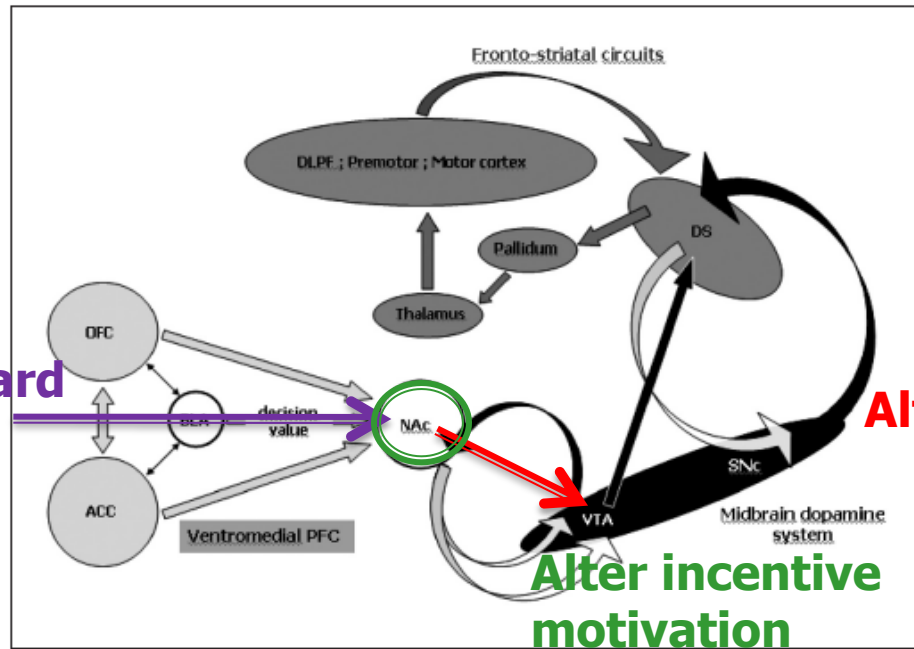 Fronto-striatal circuits
DLPF ; Premotor ; Motor cortex
DS
Pallidum
Thalamus
OFC
ard
decision
value
NAc
Alt
SNc
ACC
VTA
Midbrain dopamine
system
Ventromedial PFC
Alter incentive
motivation